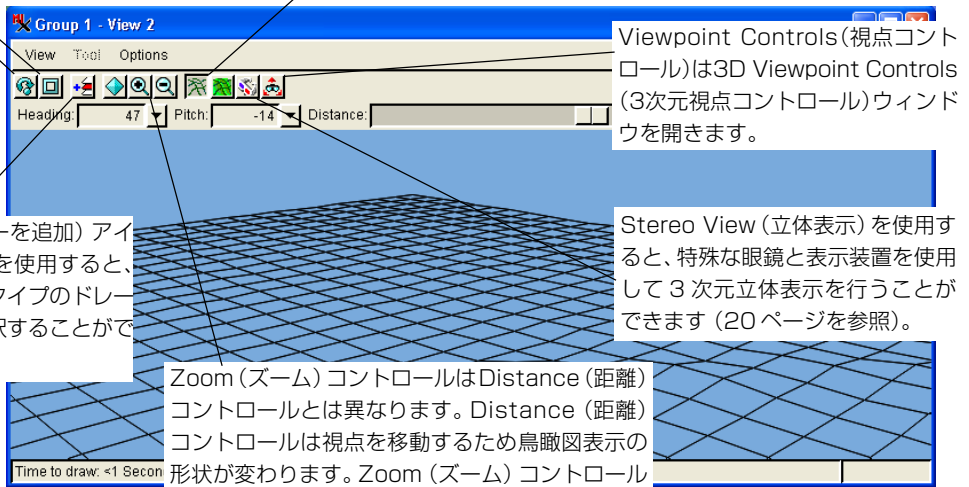 Group 1 - View 2
View Tool Options
Heading: 47 Pitch: -14 Distance:
Viewpoint Controls(視点コント
ロール)は3D Viewpoint Controls
(3次元視点コントロール)ウィンド
ウを開きます。
ーを追加) アイ
を使用すると、
タイプのドレー
択することがで
Stereo View (立体表示) を使用す
ると、特殊な眼鏡と表示装置を使用
して 3 次元立体表示を行うことが
できます (20 ページを参照)。
Zoom (ズーム) コントロールはDistance (距離)
コントロールとは異なります。Distance (距離)
コントロールは視点を移動するため鳥瞰図表示の
形状が変わります。Zoom (ズーム) コントロール
Time to draw: <1 Secon